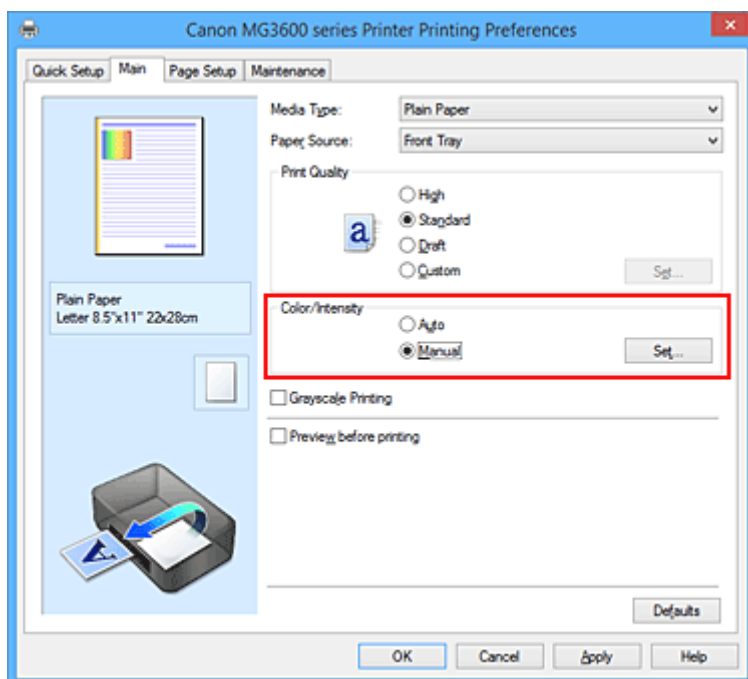 Canon MG3600 series Printer Printing Preferences
Quick Setup Main Page Setup Maintenance
Media Type: Plain Paper
Paper Source: Front Tray
Print Quality
High
a Standard
Draft
Custom Set...
Plain Paper
Letter 8.5"x11" 22x28cm
Color/Intensity
Auto
Manual Set...
Grayscale Printing
Preview before printing
A
Defaults
OK Cancel Apply Help